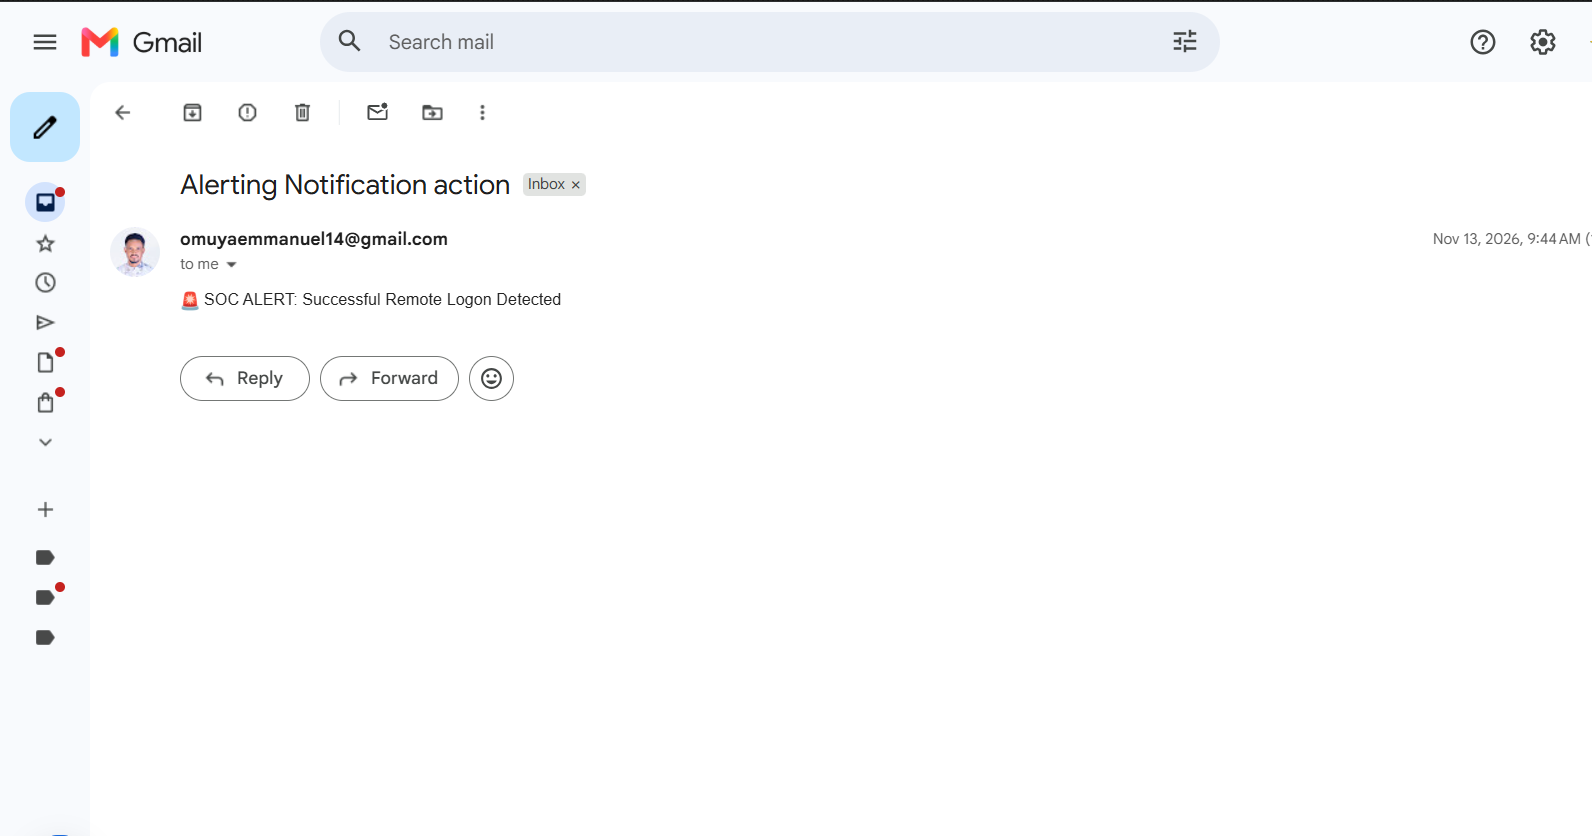 Gmail
Search mail
Alerting Notification action Inbox ×
omuyaemmanuel14@gmail.com Nov 13, 2026, 9:44 AM (
to me
🚨 SOC ALERT: Successful Remote Logon Detected
Reply Forward